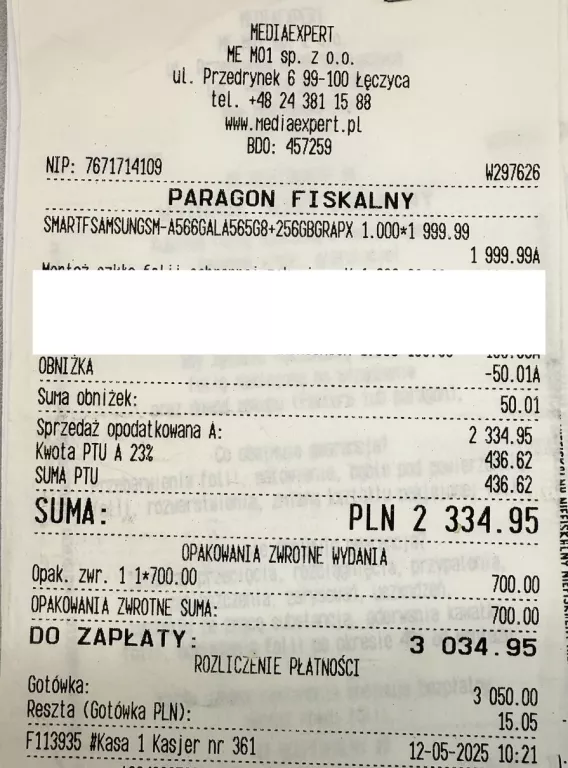 MEDIAEXPERT
ME M01 sp. z o.o.
ul. Przedrynek 6 99-100 Łęczyca
tel. +48 24 381 15 88
www.mediaexpert.pl
BDO: 457259
NIP: 7671714109 W297626
PARAGON FISKALNY
SMARTFSAMSUNGSM-A566GALA565G8+256GBGRAPX 1.000*1 999.99
1 999.99A
OBNIŻKA -50.01A
Suma obniżek: 50.01
Sprzedaż opodatkowana A: 2 334.95
Kwota PTU A 23% 436.62
SUMA PTU 436.62
SUMA: PLN 2 334.95
OPAKOWANIA ZWROTNE WYDANIA
Opak. zwr. 1 1*700.00 700.00
OPAKOWANIA ZWROTNE SUMA: 700.00
DO ZAPŁATY: 3 034.95
ROZLICZENIE PŁATNOŚCI
Gotówka: 3 050.00
Reszta (Gotówka PLN): 15.05
F113935 #Kasa 1 Kasjer nr 361 12-05-2025 10:21